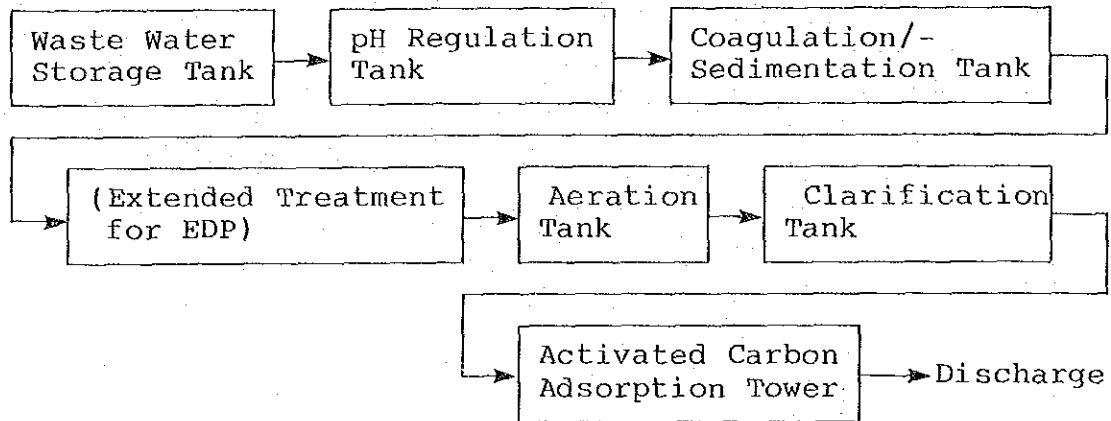 Waste Water
Storage Tank
pH Regulation
Tank
Coagulation/-
Sedimentation Tank
(Extended Treatment
for EDP)
Aeration
Tank
Clarification
Tank
Activated Carbon
Adsorption Tower
Discharge